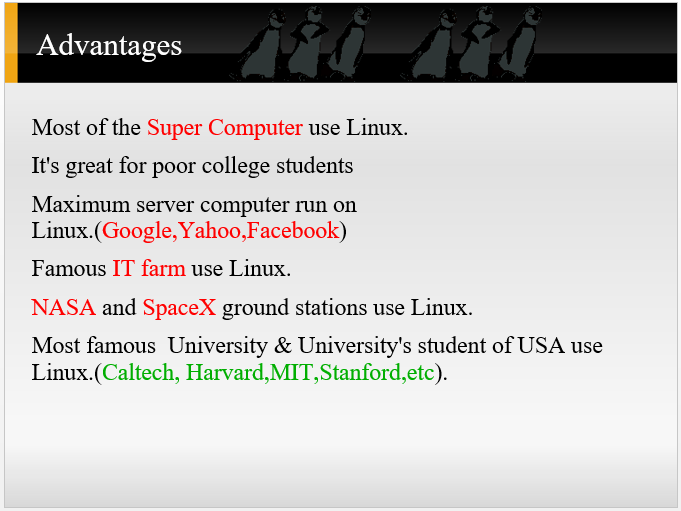 Advantages
Most of the Super Computer use Linux.
It's great for poor college students
Maximum server computer run on
Linux.(Google,Yahoo,Facebook)
Famous IT farm use Linux.
NASA and SpaceX ground stations use Linux.
Most famous  University & University's student of USA use
Linux.(Caltech, Harvard,MIT,Stanford,etc).